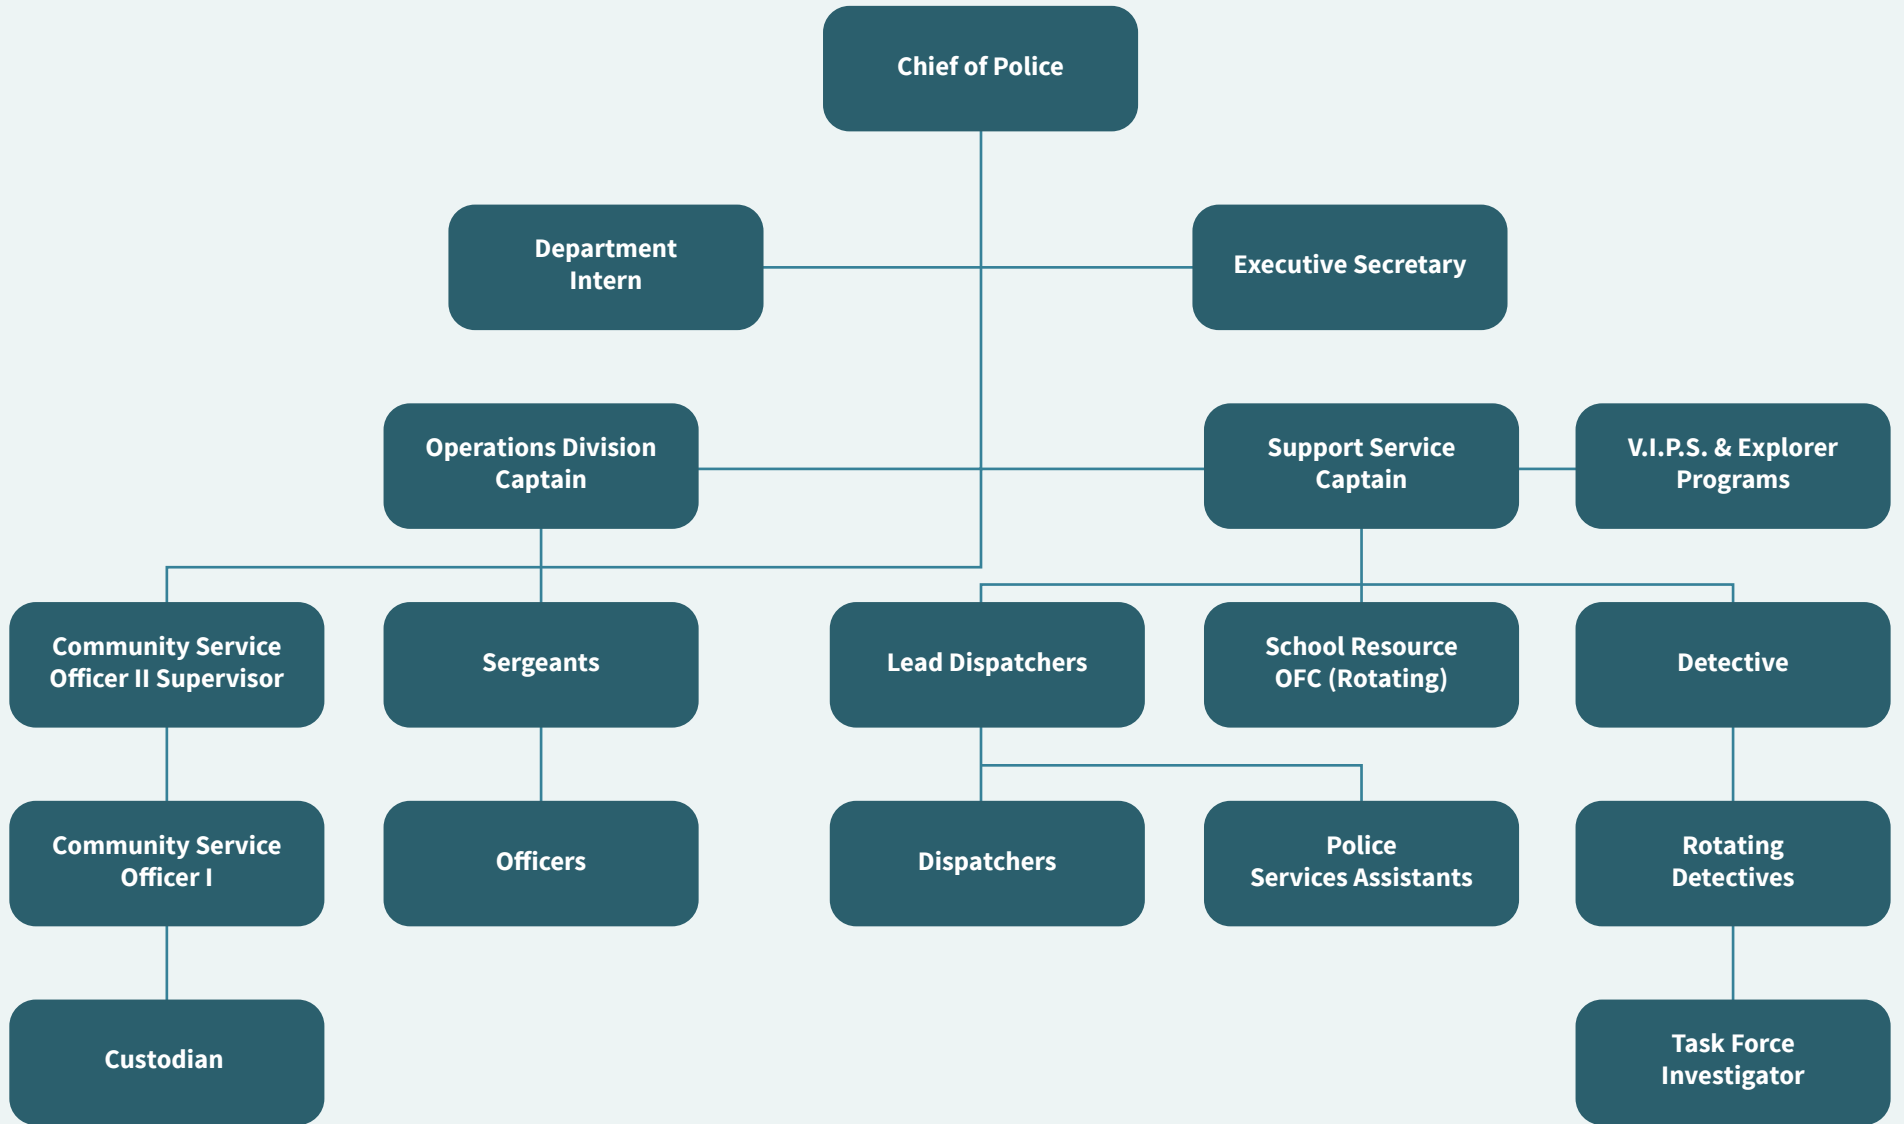 Chief of Police
Department
Intern
Executive Secretary
Operations Division
Captain
Support Service
Captain
V.I.P.S. & Explorer
Programs
Community Service
Officer II Supervisor
Sergeants
Lead Dispatchers
School Resource
OFC (Rotating)
Detective
Community Service
Officer I
Officers
Dispatchers
Police
Services Assistants
Rotating
Detectives
Custodian
Task Force
Investigator